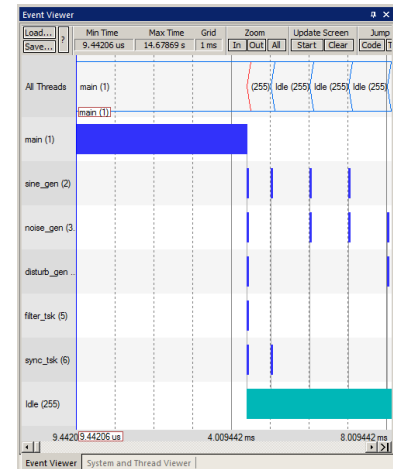 Event Viewer
Load... ? Min Time Max Time Grid Zoom Update Screen Jump
Save... 9.44206 us 14.67869 s 1 ms In Out All Start Clear Code T
All Threads main (1) (255) Idle (255) Idle (255) Idle (255)
main (1)
main (1)
sine_gen (2)
noise_gen (3.
disturb_gen ..
filter_tsk (5)
sync_tsk (6)
Idle (255)
9.4420 9.44206 us 4.009442 ms 8.009442 ms
Event Viewer System and Thread Viewer